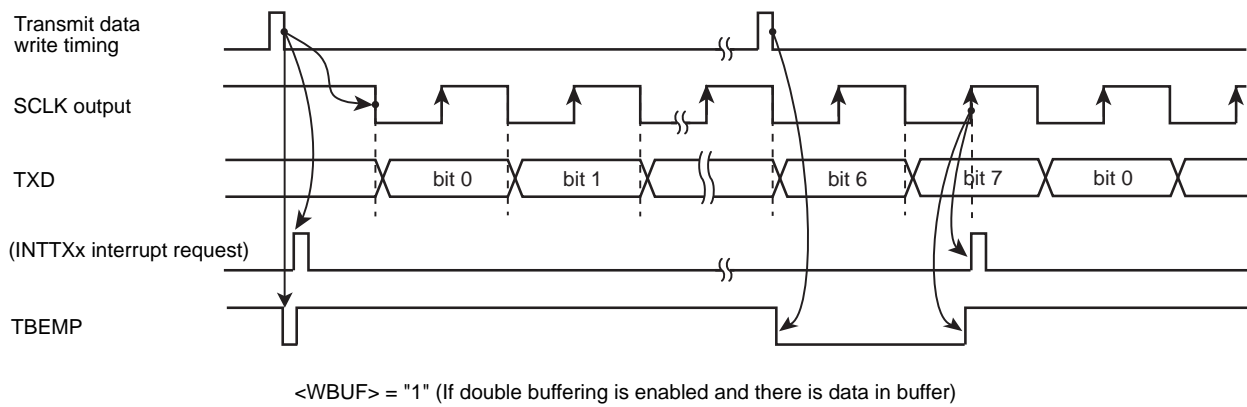 Transmit data
write timing
SCLK output
TXD
bit 0
bit 1
bit 6
bit 7
bit 0
(INTTXx interrupt request)
TBEMP
<WBUF> = "1" (If double buffering is enabled and there is data in buffer)